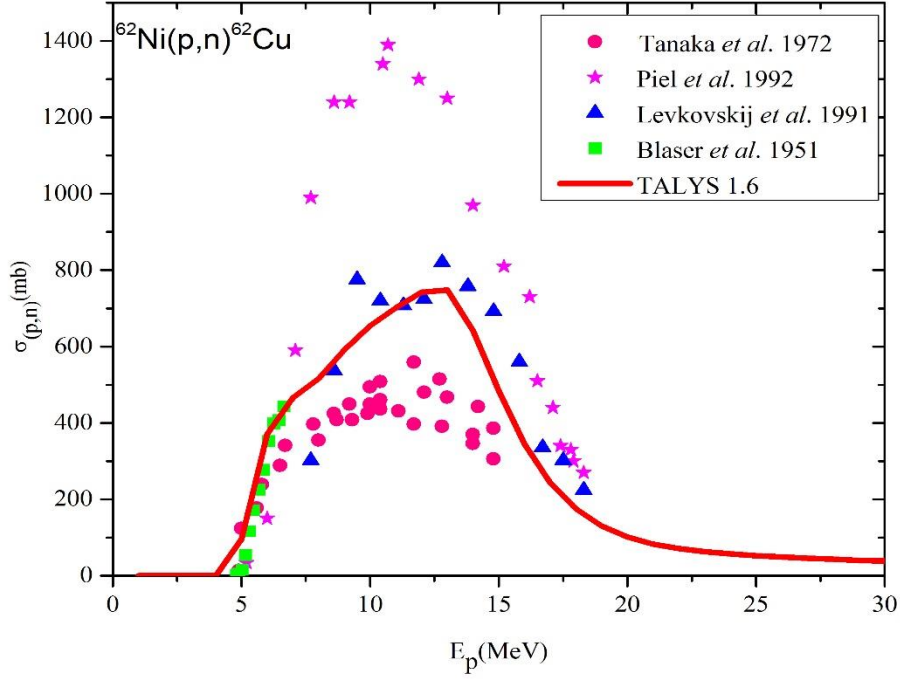 ⁶²Ni(p,n)⁶²Cu
Tanaka et al. 1972
Piel et al. 1992
Levkovskij et al. 1991
Blaser et al. 1951
TALYS 1.6
1400
1200
1000
800
600
400
200
0
σ(p,n)(mb)
0 5 10 15 20 25 30
Ep(MeV)